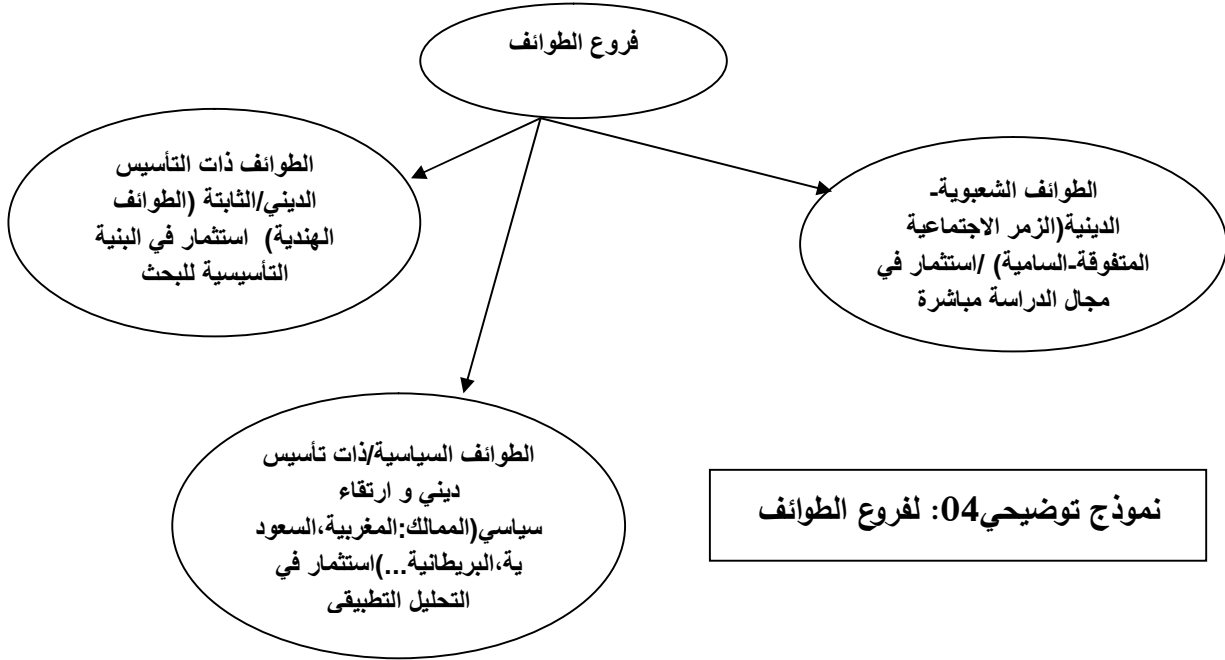 فروع الطوائف
الطوائف الشعبوية-
الدينية(الزمر الاجتماعية
المتفوقة-السامية) /استثمار في
مجال الدراسة مباشرة
الطوائف ذات التأسيس
الديني/الثابتة (الطوائف
الهندية) استثمار في البنية
التأسيسية للبحث
الطوائف السياسية/ذات تأسيس
ديني و ارتقاء
سياسي(الممالك:المغربية،السعود
ية،البريطانية...)استثمار في
التحليل التطبيقي
نموذج توضيحي04: لفروع الطوائف